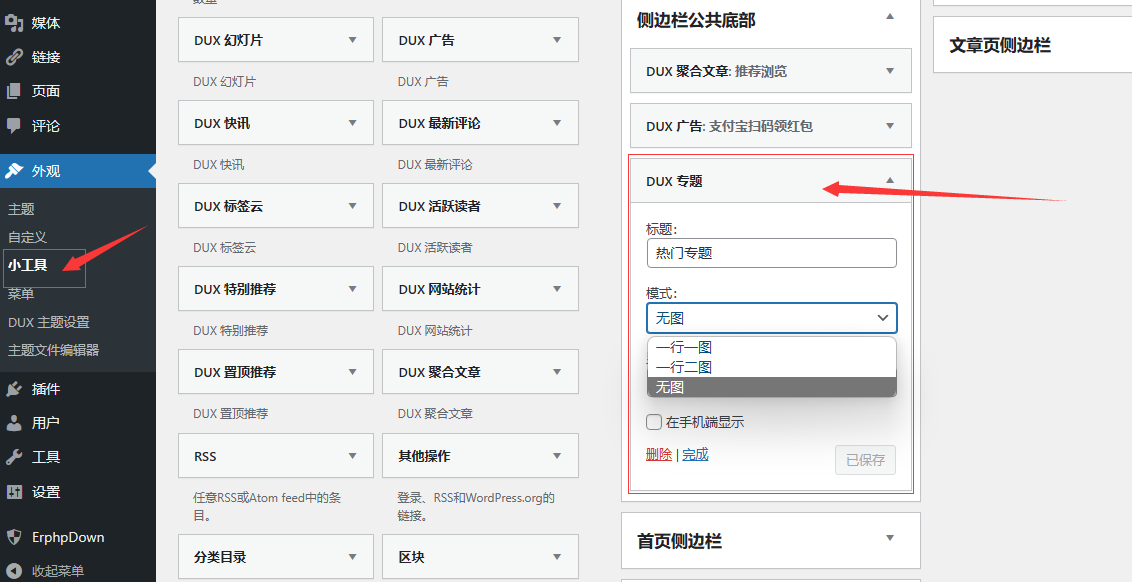 媒体
链接
页面
评论
外观
主题
自定义
小工具
菜单
DUX 主题设置
主题文件编辑器
插件
用户
工具
设置
ErphpDown
收起菜单
DUX 幻灯片
DUX 广告
DUX 幻灯片
DUX 广告
DUX 快讯
DUX 最新评论
DUX 快讯
DUX 最新评论
DUX 标签云
DUX 活跃读者
DUX 标签云
DUX 活跃读者
DUX 特别推荐
DUX 网站统计
DUX 特别推荐
DUX 网站统计
DUX 置顶推荐
DUX 聚合文章
DUX 置顶推荐
DUX 聚合文章
RSS
其他操作
任意RSS或Atom feed中的条
目。
登录、RSS和WordPress.org的
链接。
分类目录
区块
侧边栏公共底部
DUX 聚合文章: 推荐浏览
DUX 广告: 支付宝扫码领红包
DUX 专题
标题:
热门专题
模式:
无图
一行一图
一行二图
无图
在手机端显示
删除 | 完成
已保存
首页侧边栏
文章页侧边栏